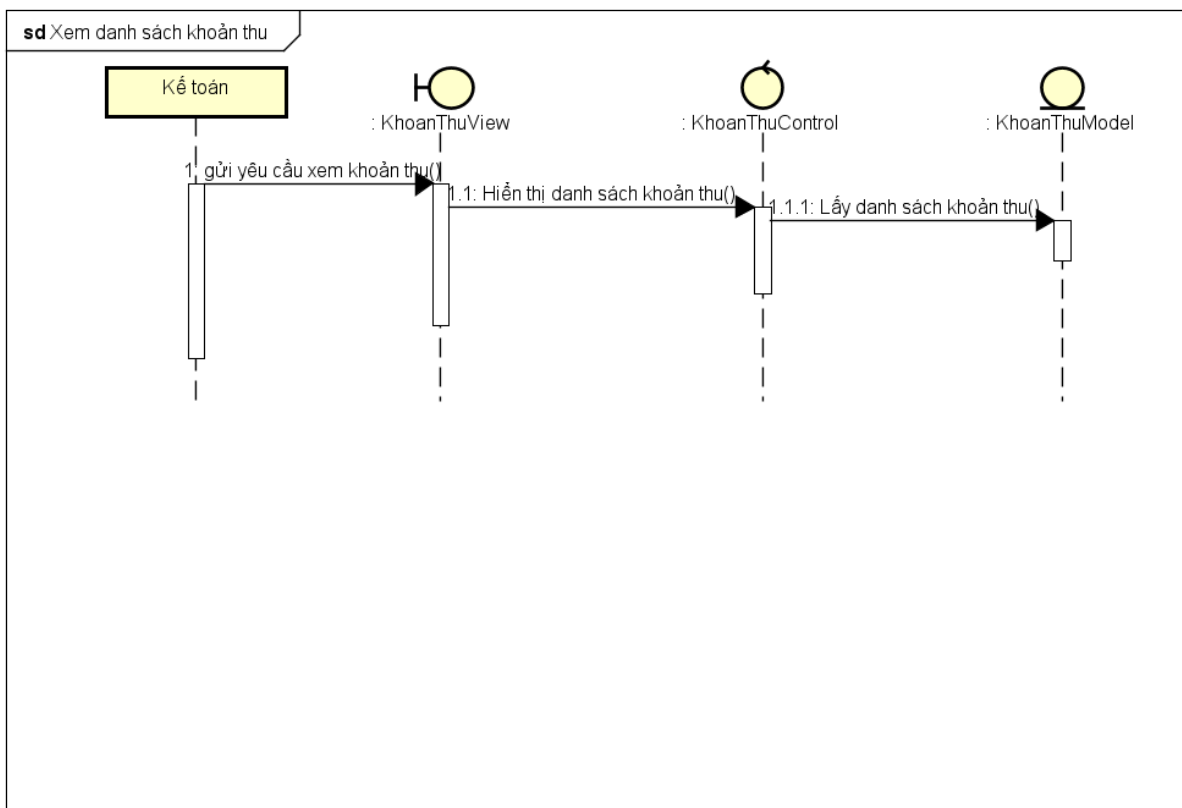 sd Xem danh sách khoản thu
Kế toán
: KhoanThuView
: KhoanThuControl
: KhoanThuModel
1: gửi yêu cầu xem khoản thu()
1.1: Hiển thị danh sách khoản thu()
1.1.1: Lấy danh sách khoản thu()